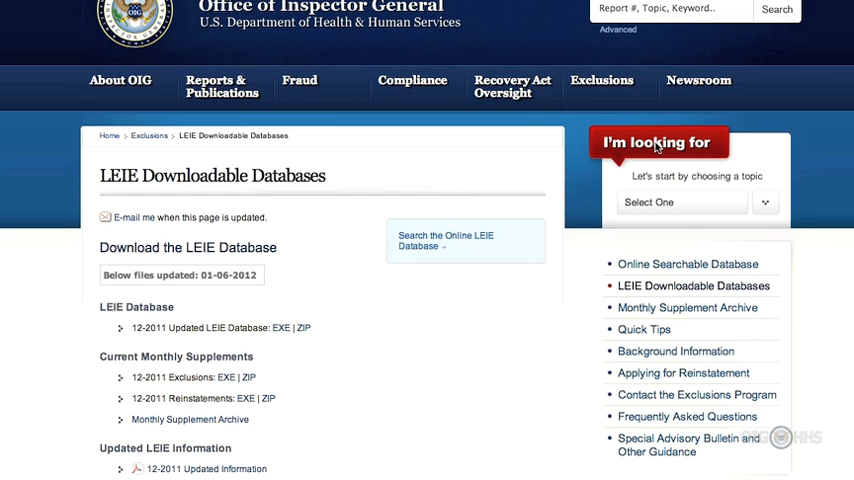 Office of Inspector General
U.S. Department of Health & Human Services
Report #, Topic, Keyword..
Search
Advanced
About OIG
Reports & Publications
Fraud
Compliance
Recovery Act Oversight
Exclusions
Newsroom
Home > Exclusions > LEIE Downloadable Databases
LEIE Downloadable Databases
E-mail me when this page is updated.
Download the LEIE Database
Below files updated: 01-06-2012
Search the Online LEIE
Database
LEIE Database
12-2011 Updated LEIE Database: EXE | ZIP
Current Monthly Supplements
12-2011 Exclusions: EXE | ZIP
12-2011 Reinstatements: EXE | ZIP
Monthly Supplement Archive
Updated LEIE Information
12-2011 Updated Information
I'm looking for
Let's start by choosing a topic
Select One
Online Searchable Database
LEIE Downloadable Databases
Monthly Supplement Archive
Quick Tips
Background Information
Applying for Reinstatement
Contact the Exclusions Program
Frequently Asked Questions
Special Advisory Bulletin and
Other Guidance
OIG HHS